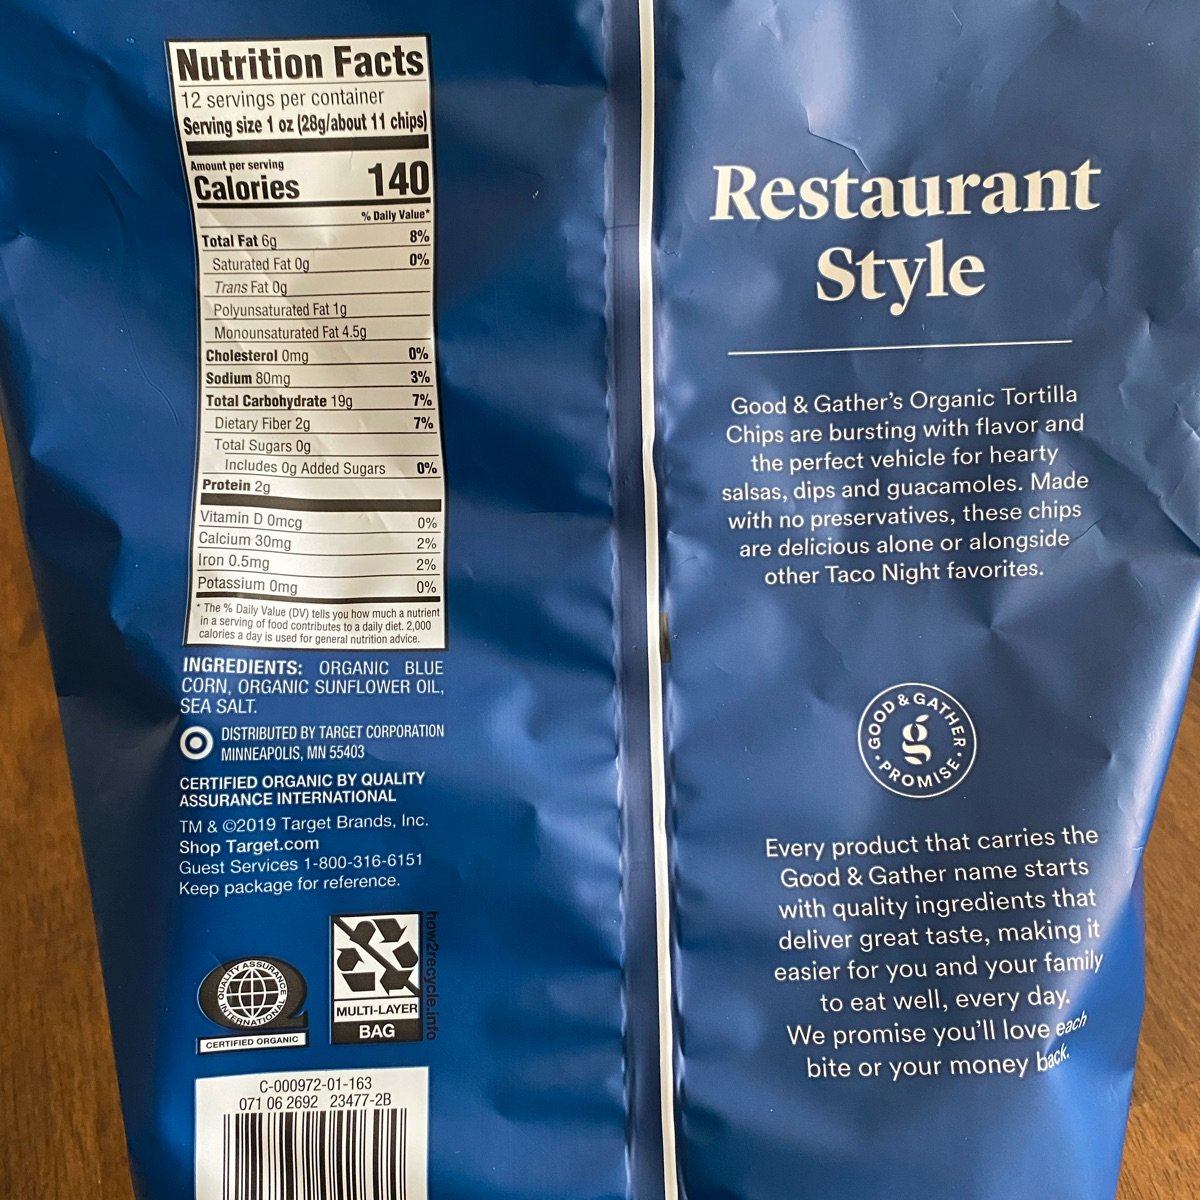 Nutrition Facts
12 servings per container
Serving size 1 oz (28g/about 11 chips)
Amount per serving
Calories 140
% Daily Value*
Total Fat 6g 8%
Saturated Fat 0g 0%
Trans Fat 0g
Polyunsaturated Fat 1g
Monounsaturated Fat 4.5g
Cholesterol 0mg 0%
Sodium 80mg 3%
Total Carbohydrate 19g 7%
Dietary Fiber 2g 7%
Total Sugars 0g
Includes 0g Added Sugars 0%
Protein 2g
Vitamin D 0mcg 0%
Calcium 30mg 2%
Iron 0.5mg 2%
Potassium 0mg 0%
* The % Daily Value (DV) tells you how much a nutrient
in a serving of food contributes to a daily diet. 2,000
calories a day is used for general nutrition advice.
INGREDIENTS: ORGANIC BLUE
CORN, ORGANIC SUNFLOWER OIL,
SEA SALT.
DISTRIBUTED BY TARGET CORPORATION
MINNEAPOLIS, MN 55403
CERTIFIED ORGANIC BY QUALITY
ASSURANCE INTERNATIONAL
TM & ©2019 Target Brands, Inc.
Shop Target.com
Guest Services 1-800-316-6151
Keep package for reference.
QUALITY ASSURANCE INTERNATIONAL
CERTIFIED ORGANIC
MULTI-LAYER
BAG
how2recycle.info
C-000972-01-163
071 06 2692 23477-2B
Restaurant
Style
Good & Gather's Organic Tortilla
Chips are bursting with flavor and
the perfect vehicle for hearty
salsas, dips and guacamoles. Made
with no preservatives, these chips
are delicious alone or alongside
other Taco Night favorites.
GOOD & GATHER
g
• PROMISE •
Every product that carries the
Good & Gather name starts
with quality ingredients that
deliver great taste, making it
easier for you and your family
to eat well, every day.
We promise you'll love each
bite or your money back.